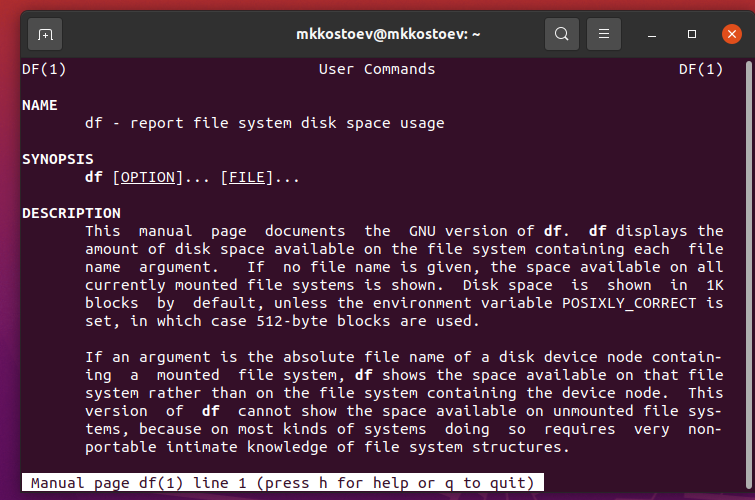 mkkostoev@mkkostoev: ~
DF(1) User Commands DF(1)
NAME
df - report file system disk space usage
SYNOPSIS
df [OPTION]... [FILE]...
DESCRIPTION
This manual page documents the GNU version of df. df displays the
amount of disk space available on the file system containing each file
name argument. If no file name is given, the space available on all
currently mounted file systems is shown. Disk space is shown in 1K
blocks by default, unless the environment variable POSIXLY_CORRECT is
set, in which case 512-byte blocks are used.
If an argument is the absolute file name of a disk device node contain-
ing a mounted file system, df shows the space available on that file
system rather than on the file system containing the device node. This
version of df cannot show the space available on unmounted file sys-
tems, because on most kinds of systems doing so requires very non-
portable intimate knowledge of file system structures.
Manual page df(1) line 1 (press h for help or q to quit)